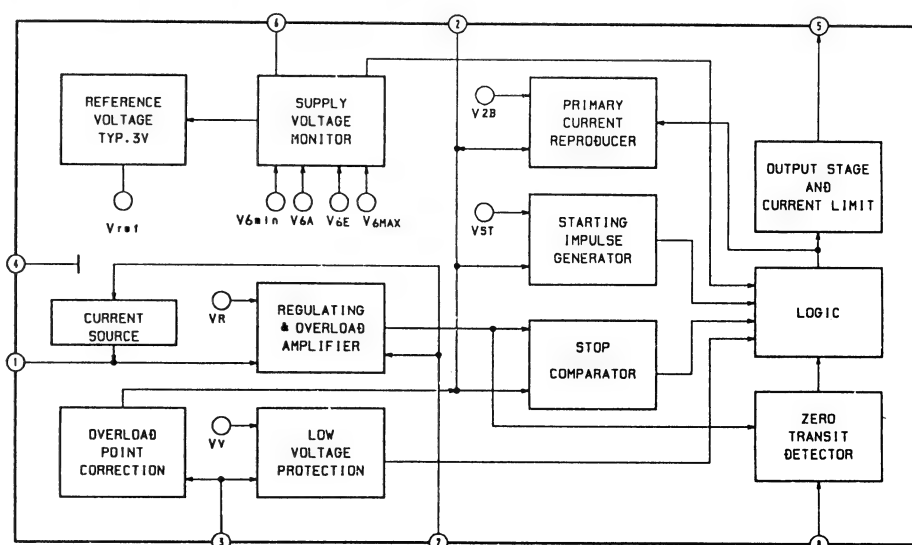 6
2
5
REFERENCE
VOLTAGE
TYP.3V
SUPPLY
VOLTAGE
MONITOR
V2B
PRIMARY
CURRENT
REPRODUCER
OUTPUT STAGE
AND
CURRENT LIMIT
Vref
V6min
V6A
V6E
V6MAX
VST
STARTING
IMPULSE
GENERATOR
4
CURRENT
SOURCE
VR
REGULATING
& OVERLOAD
AMPLIFIER
LOGIC
1
STOP
COMPARATOR
OVERLOAD
POINT
CORRECTION
VV
LOW
VOLTAGE
PROTECTION
ZERO
TRANSIT
DETECTOR
7
8